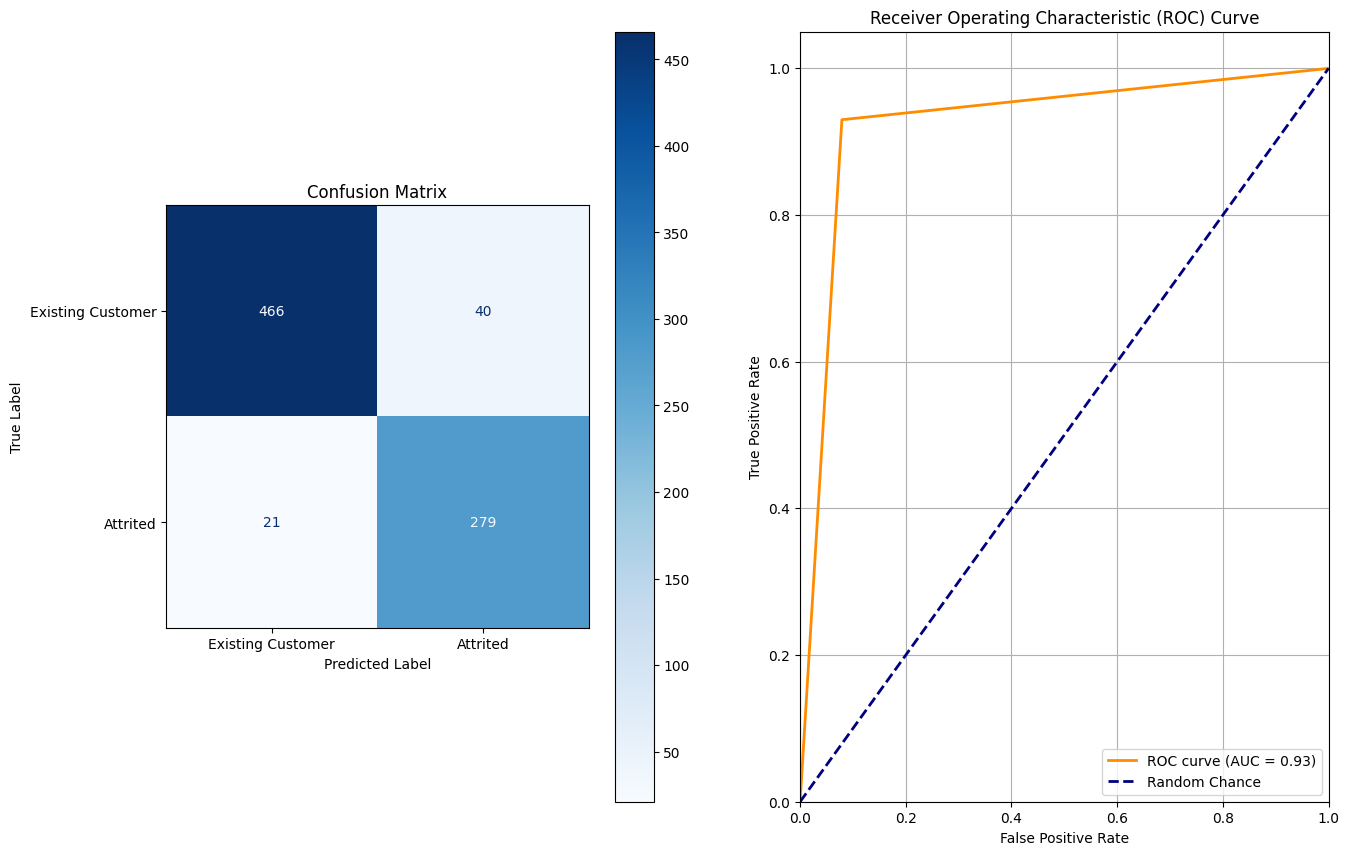 Confusion Matrix
True Label
Existing Customer
Attrited
466
40
21
279
Existing Customer
Attrited
Predicted Label
450
400
350
300
250
200
150
100
50
Receiver Operating Characteristic (ROC) Curve
True Positive Rate
1.0
0.8
0.6
0.4
0.2
0.0
0.0
0.2
0.4
0.6
0.8
1.0
False Positive Rate
ROC curve (AUC = 0.93)
Random Chance